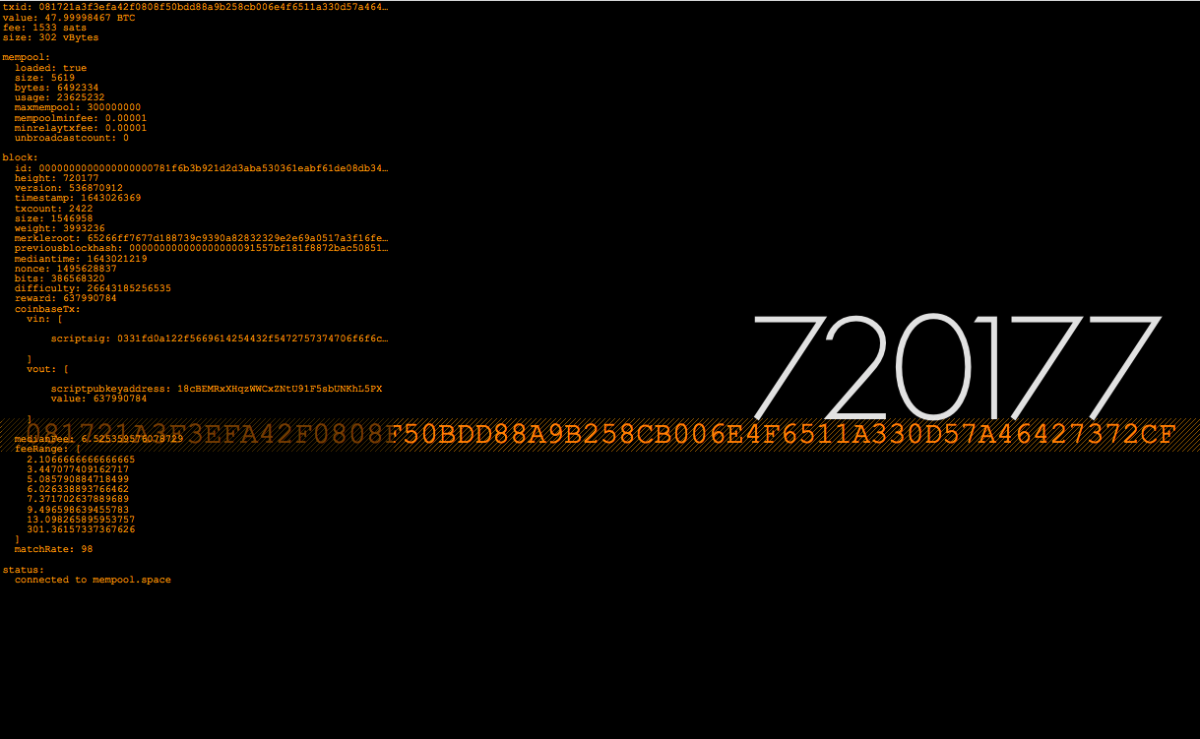 txid: 081721a3f3efa42f0808f50bdd88a9b258cb006e4f6511a330d57a464…
value: 47.99998467 BTC
fee: 1533 sats
size: 302 vBytes
mempool:
loaded: true
size: 5619
bytes: 6492334
usage: 23625232
maxmempool: 300000000
mempoolminfee: 0.00001
minrelaytxfee: 0.00001
unbroadcastcount: 0
block:
id: 0000000000000000000781f6b3b921d2d3aba530361eabf61de08db34…
height: 720177
version: 536870912
timestamp: 1643026369
txcount: 2422
size: 1546958
weight: 3993236
merkleroot: 65266ff7677d188739c9390a82832329e2e69a0517a3f16fe…
previousblockhash: 0000000000000000000091557bf181f8872bac50851…
mediantime: 1643021219
nonce: 1495628837
bits: 386568320
difficulty: 26643185256535
reward: 637990784
coinbaseTx:
vin: [
scriptsig: 0331fd0a122f5669614254432f5472757374706f6f6c…
]
vout: [
scriptpubkeyaddress: 18cBEMRxXHqzWWCxZNtU91F5sbUNKhL5PX
value: 637990784
]
medianFee: 6.525359576078729
feeRange: [
2.1066666666666665
3.447077409162717
5.085790884718499
6.026338893766462
7.371702637889689
9.496598639455783
13.098265895953757
301.36157337367626
]
matchRate: 98
status:
connected to mempool.space
720177
081721A3F3EFA42F0808F50BDD88A9B258CB006E4F6511A330D57A46427372CF